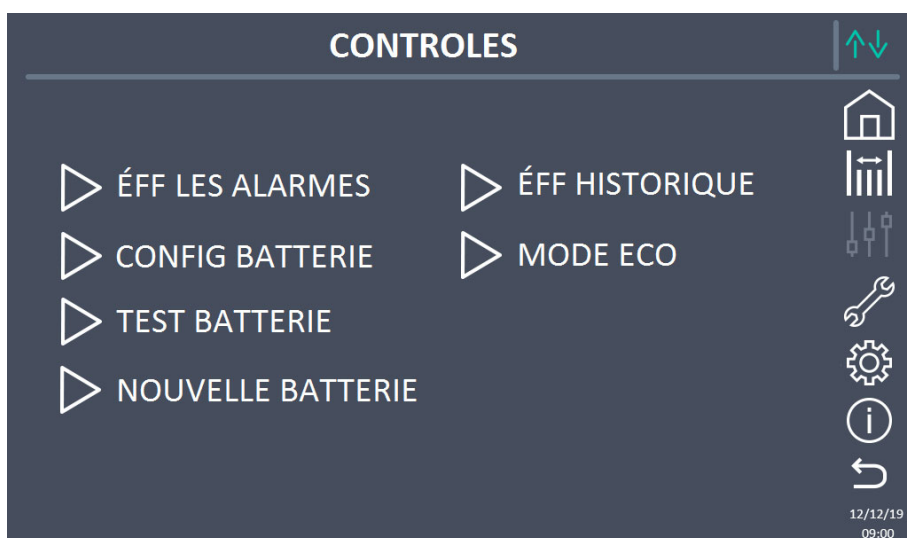 CONTROLES
ÉFF LES ALARMES
CONFIG BATTERIE
TEST BATTERIE
NOUVELLE BATTERIE
ÉFF HISTORIQUE
MODE ECO
12/12/19
09:00